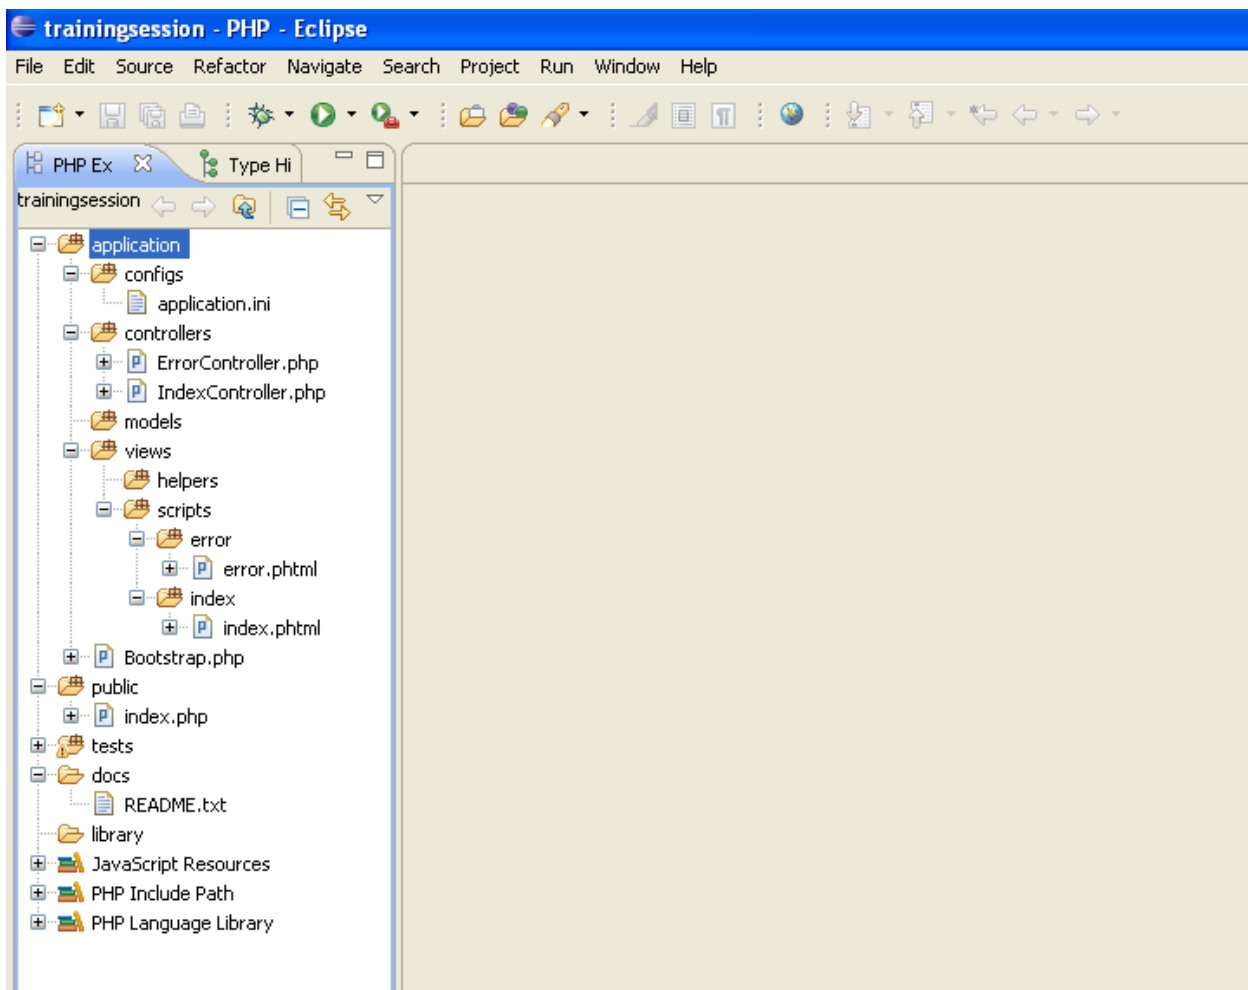 trainingsession - PHP - Eclipse
File Edit Source Refactor Navigate Search Project Run Window Help
PHP Ex Type Hi
trainingsession
application
configs
application.ini
controllers
ErrorController.php
IndexController.php
models
views
helpers
scripts
error
error.phtml
index
index.phtml
Bootstrap.php
public
index.php
tests
docs
README.txt
library
JavaScript Resources
PHP Include Path
PHP Language Library